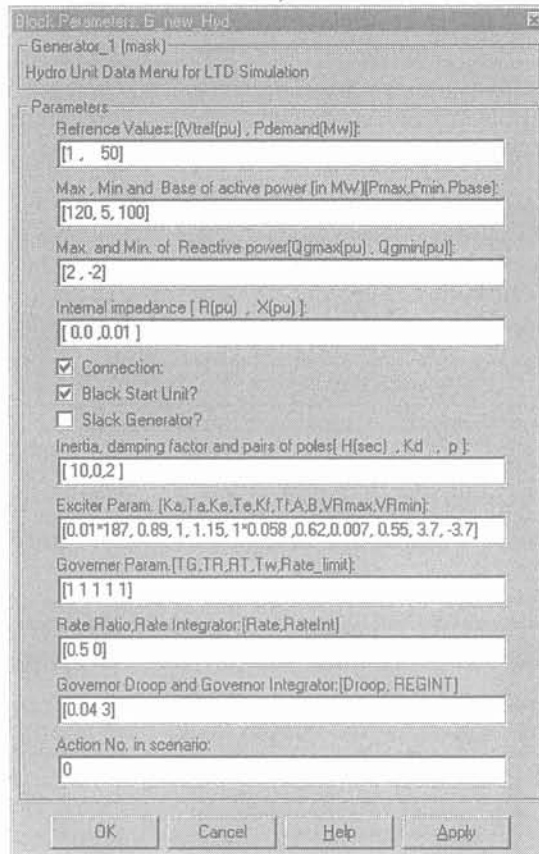 Block Parameters: G_new_Hyd
Generator_1 (mask)
Hydro Unit Data Menu for LTD Simulation
Parameters
Refrence Values:[(Vtref(pu) , Pdemand(Mw)]:
[1 , 50]
Max , Min and Base of active power (in MW)[Pmax,Pmin Pbase]:
[120, 5, 100]
Max. and Min. of Reactive power[Qgmax(pu) , Qgmin(pu)]:
[2 , -2]
Internal impedance [ R(pu) , X(pu) ]:
[ 0.0 ,0.01 ]
Connection:
Black Start Unit?
Slack Generator?
Inertia, damping factor and pairs of poles[ H(sec) , Kd , p ]:
[ 10,0,2 ]
Exciter Param. [Ka,Ta,Ke,Te,Kf,Tf,A,B,VRmax,VRmin]:
[0.01*187, 0.89, 1, 1.15, 1*0.058 ,0.62,0.007, 0.55, 3.7, -3.7]
Governer Param.[TG,TR,RT,Tw,Rate_limit]:
[1 1 1 1 1]
Rate Ratio,Rate Integrator:[Rate,RateInt]
[0.5 0]
Governor Droop and Governor Integrator:[Droop, REGINT]
[0.04 3]
Action No. in scenario:
0
OK Cancel Help Apply